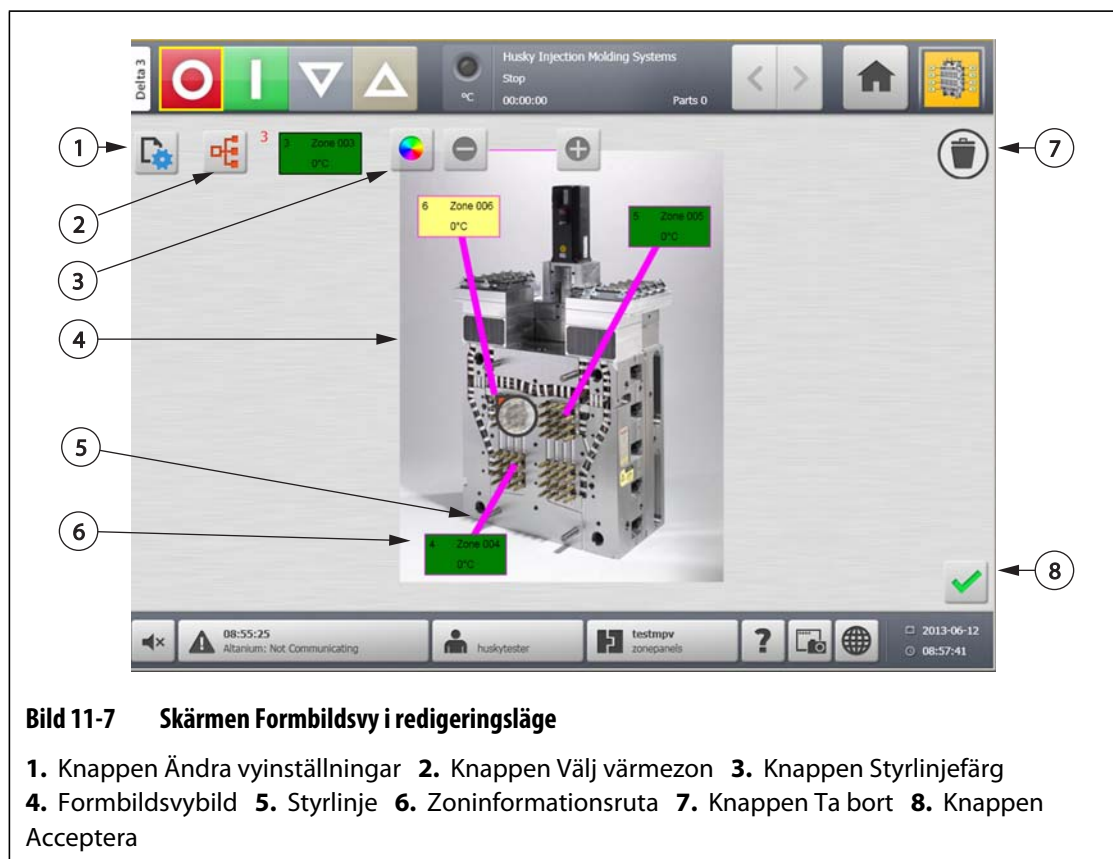 Delta 3
Husky Injection Molding Systems
Stop
°C
00:00:00
Parts 0
1
2
3
3
3 Zone 003
0°C
7
6 Zone 006
0°C
5 Zone 005
0°C
4
5
6
4 Zone 004
0°C
8
08:55:25
Altanium: Not Communicating
huskytester
testmpv
zonepanels
?
2013-06-12
08:57:41
Bild 11-7 Skärmen Formbildsvy i redigeringsläge
1. Knappen Ändra vyinställningar 2. Knappen Välj värmezon 3. Knappen Styrlinjefärg
4. Formbildsvybild 5. Styrlinje 6. Zoninformationsruta 7. Knappen Ta bort 8. Knappen
Acceptera